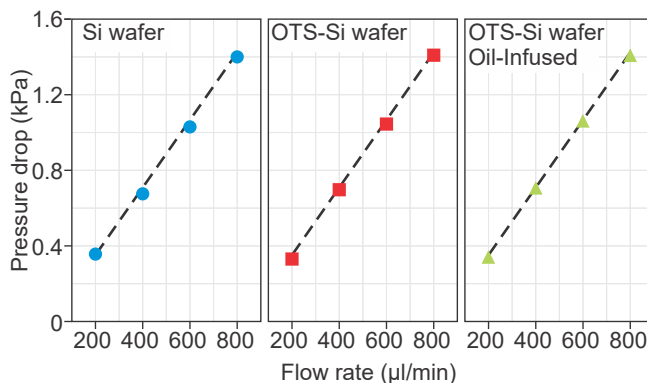 Si wafer
OTS-Si wafer
OTS-Si wafer
Oil-Infused
Pressure drop (kPa)
1.6
1.2
0.8
0.4
0
200 400 600 800
200 400 600 800
200 400 600 800
Flow rate (µl/min)